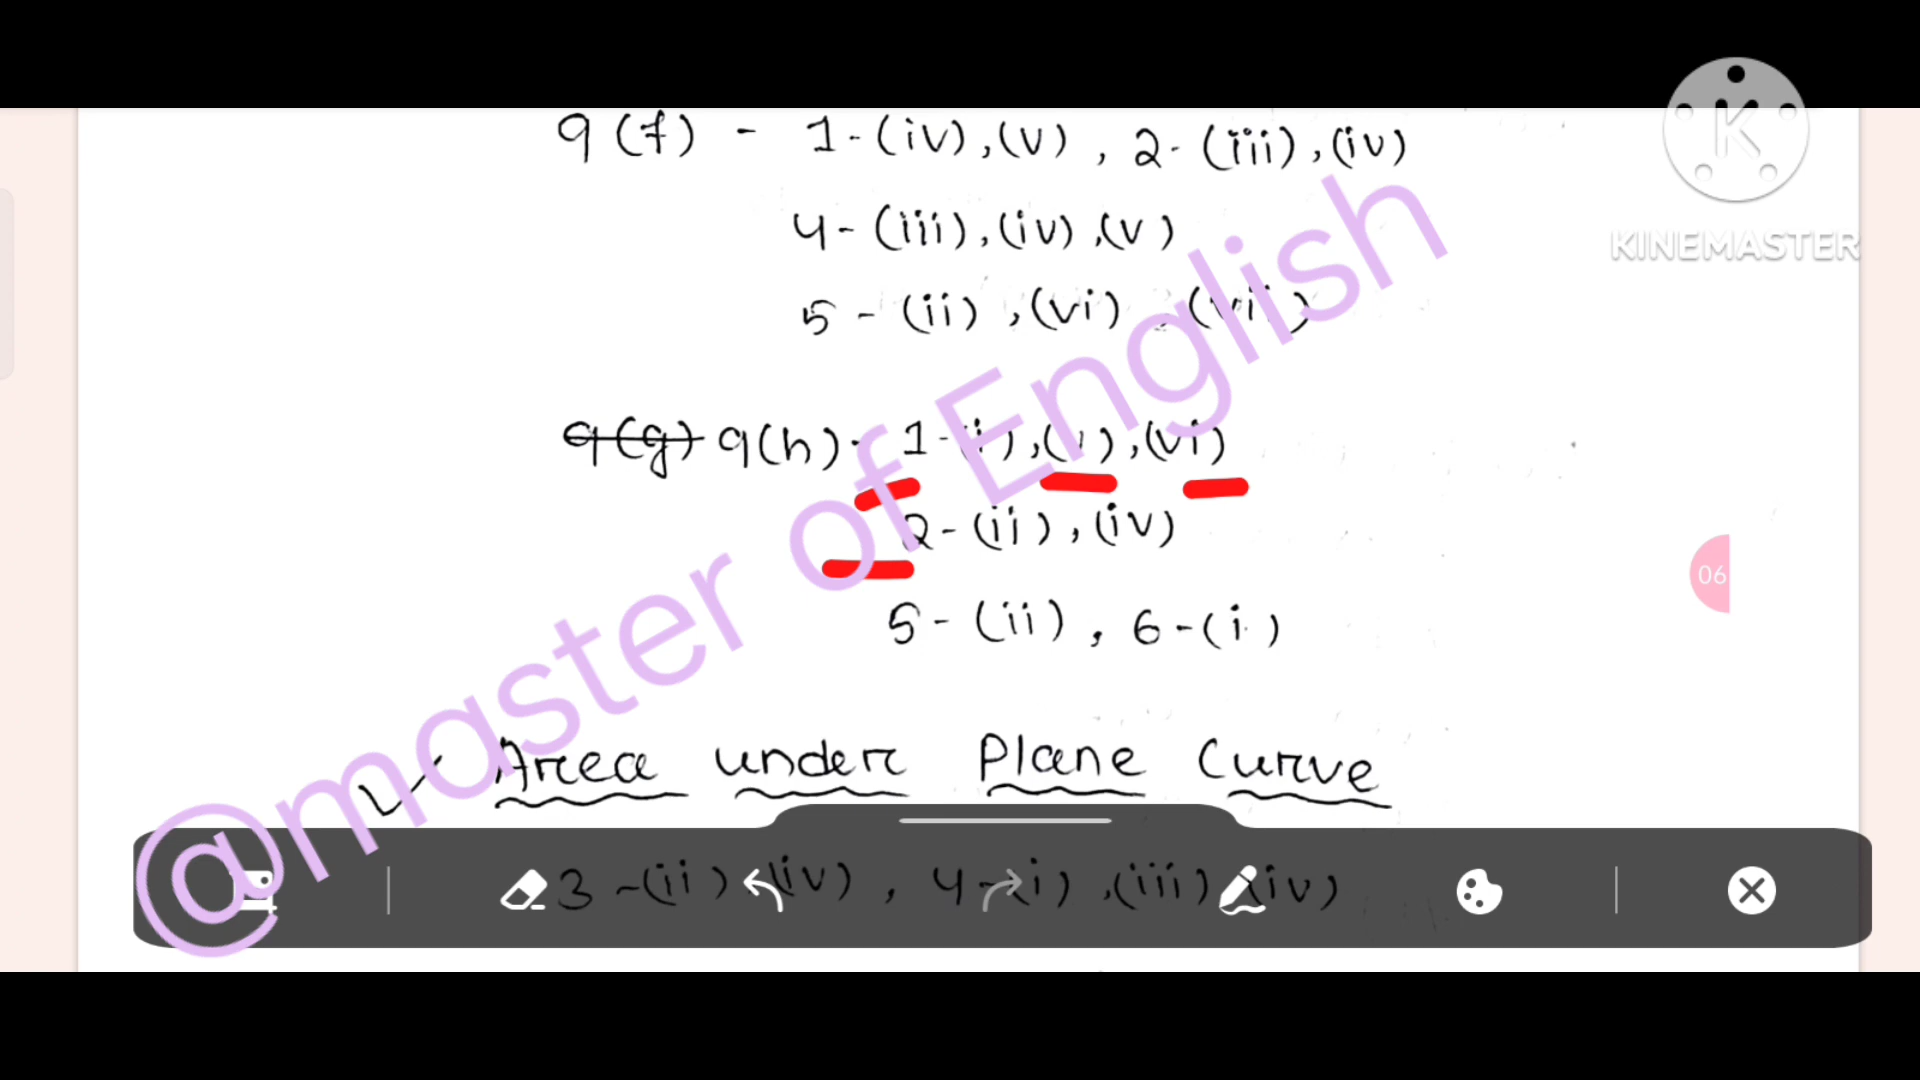 9(f) - 1-(iv),(v), 2-(iii),(iv)
4-(iii),(iv),(v)
5-(ii),(vi),(vii)
9(g) 9(h) - 1-(i),(v),(vi)
2-(ii),(iv)
5-(ii), 6-(i)
Area under Plane Curve
3-(ii),(iv), 4-(i),(iii),(iv)
@master of English
KINEMASTER
06